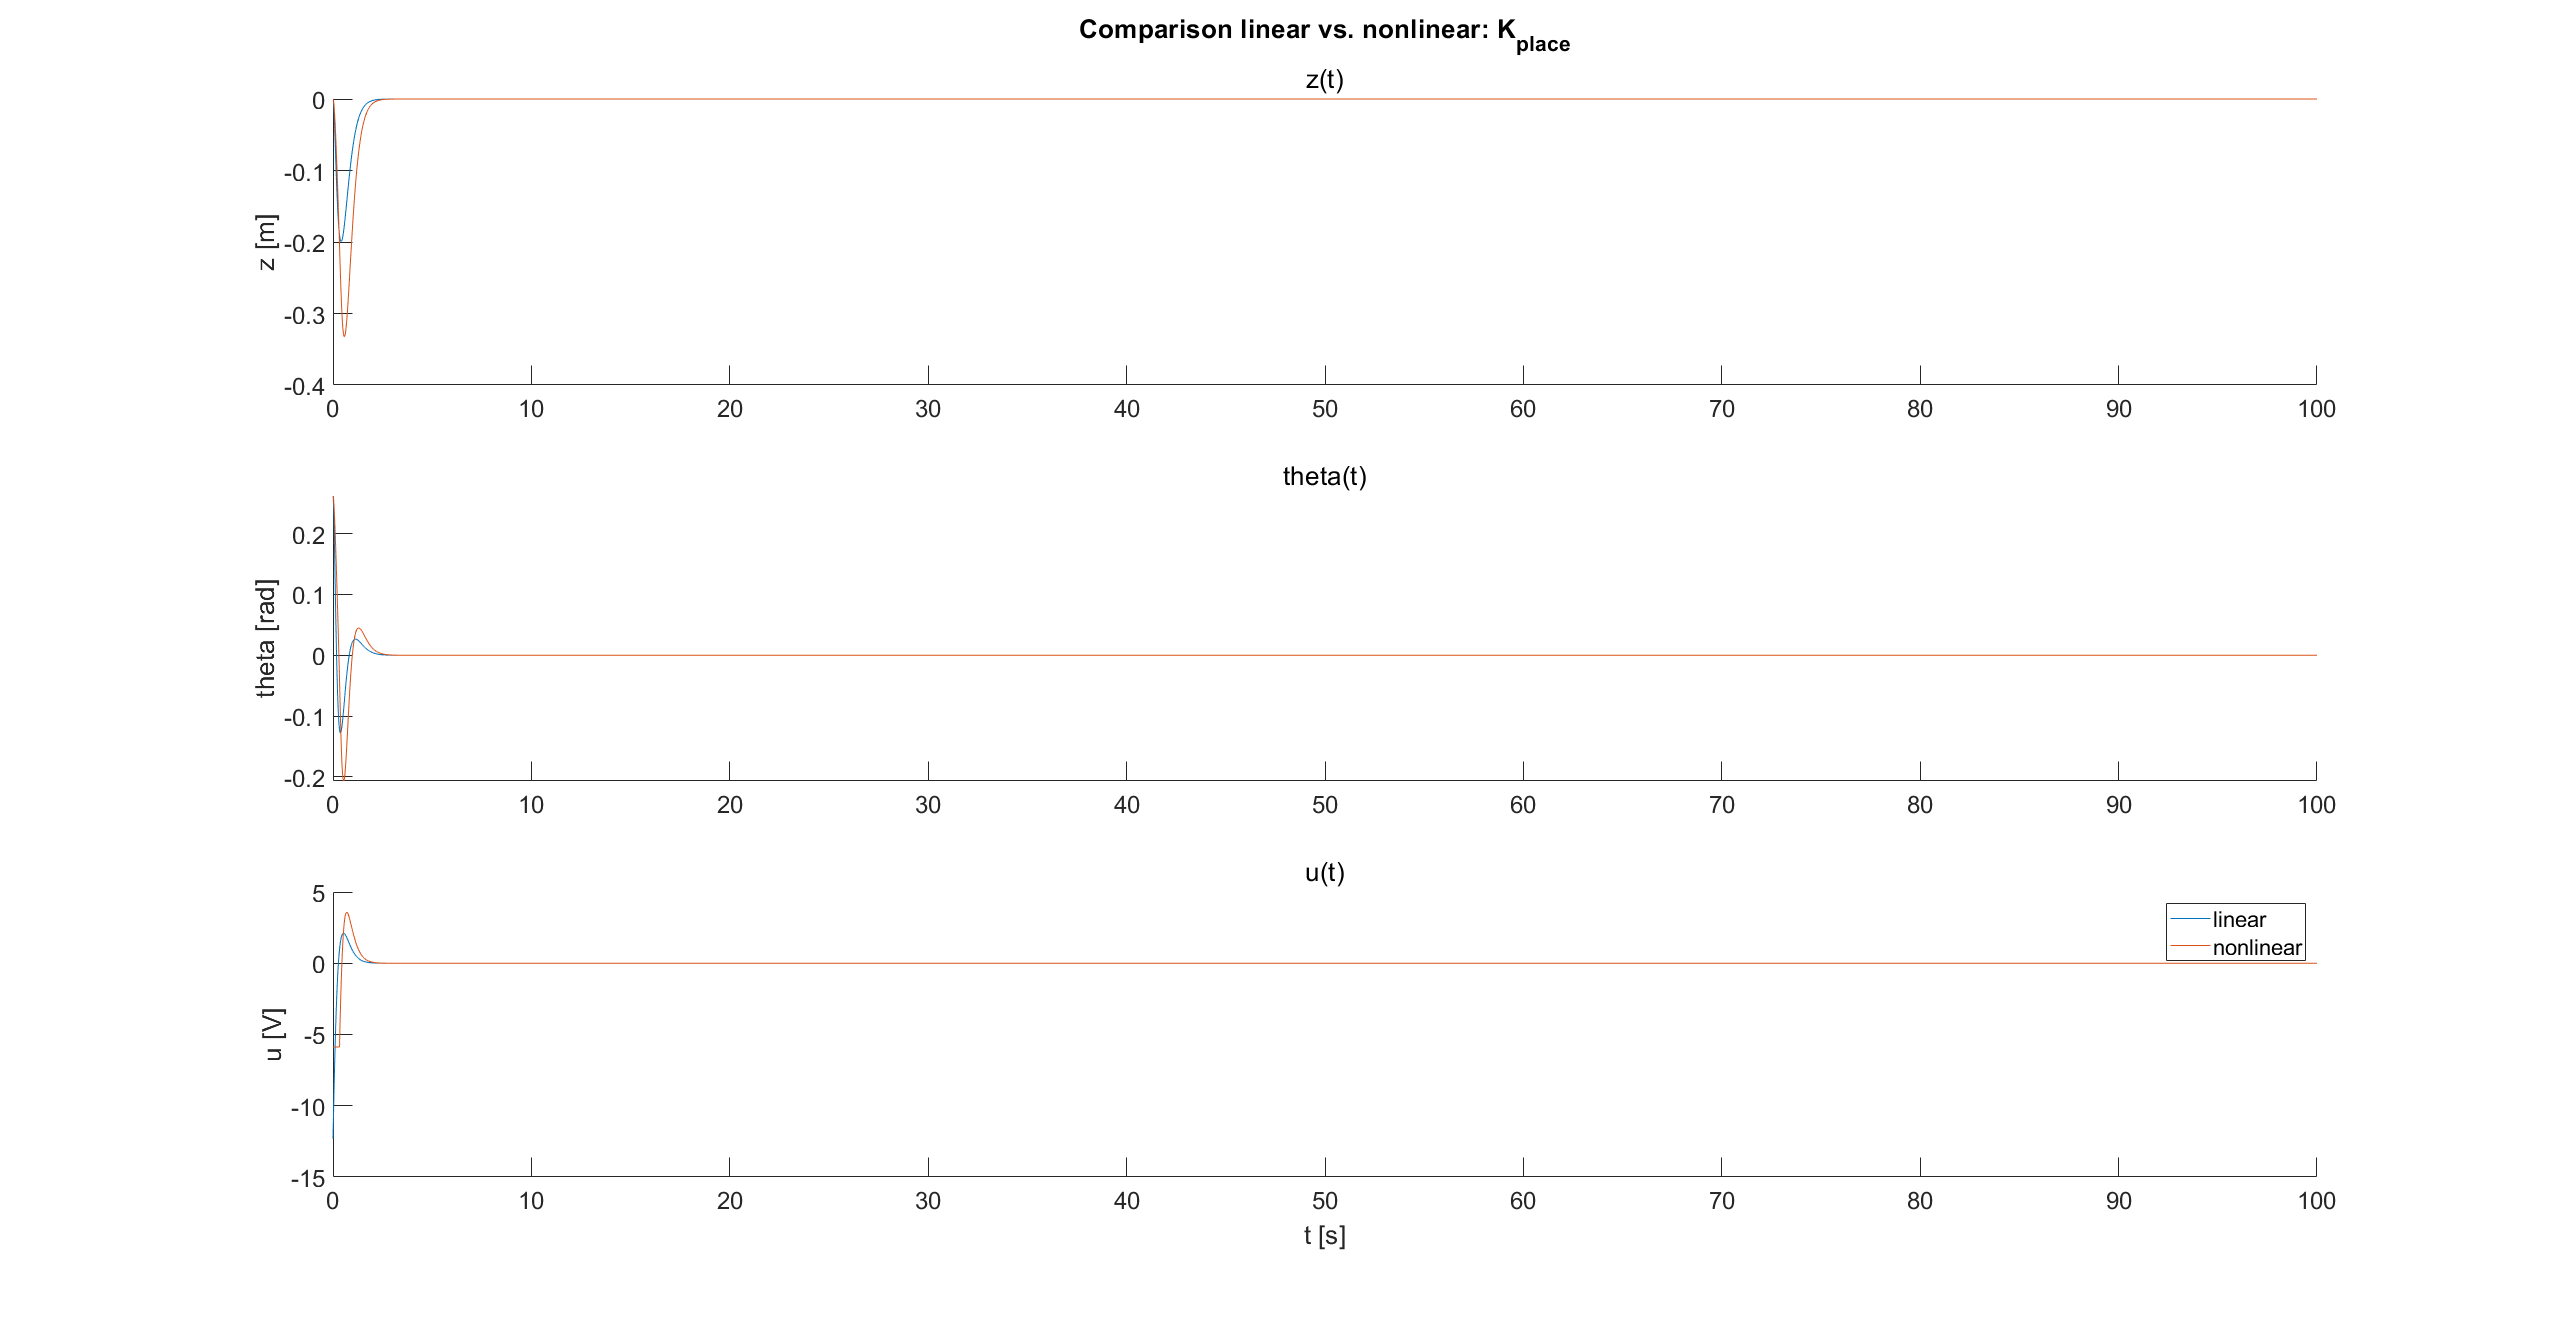 Comparison linear vs. nonlinear: K_place
z(t)
0
-0.1
-0.2
-0.3
-0.4
z [m]
0 10 20 30 40 50 60 70 80 90 100
theta(t)
0.2
0.1
0
-0.1
-0.2
theta [rad]
0 10 20 30 40 50 60 70 80 90 100
u(t)
5
0
-5
-10
-15
u [V]
linear
nonlinear
0 10 20 30 40 50 60 70 80 90 100
t [s]